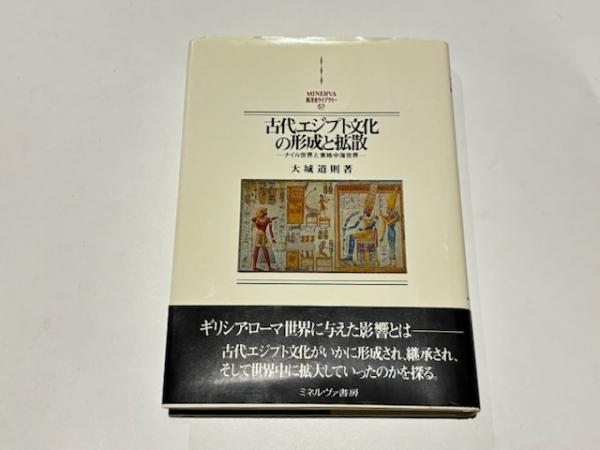 MINERVA
西洋史ライブラリー
古代エジプト文化
の形成と拡散
―ナイル世界と東地中海世界―
大城道則著
ギリシア・ローマ世界に与えた影響とは――
古代エジプト文化がいかに形成され、継承され、
そして世界中に拡大していったのかを探る。
ミネルヴァ書房